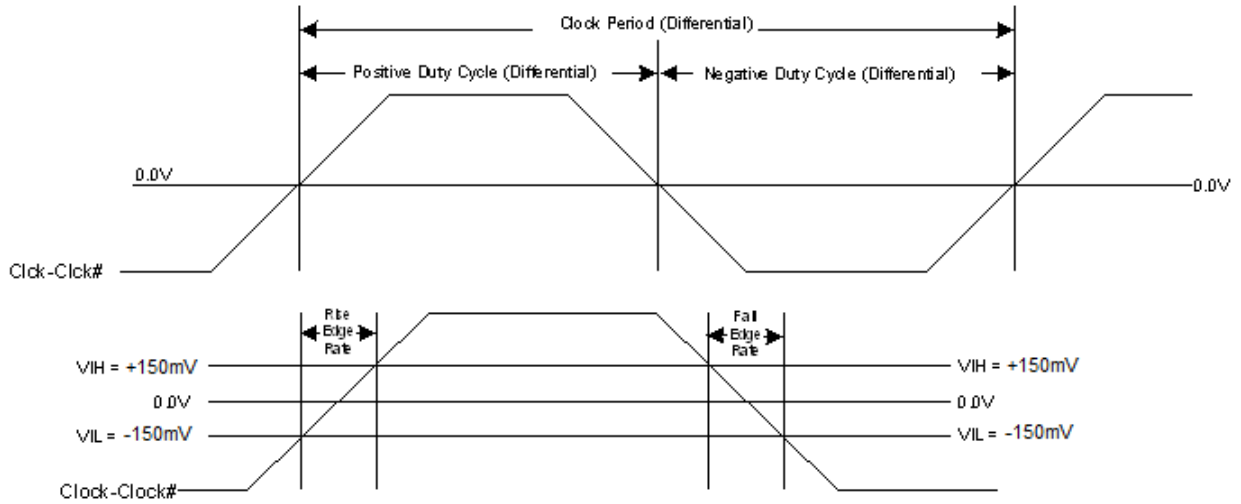 Clock Period (Differential)
Positive Duty Cycle (Differential)
Negative Duty Cycle (Differential)
0.0V
0.0V
Clck-Clck#
Rise
Edge
Rate
Fall
Edge
Rate
VIH = +150mV
VIH = +150mV
0.0V
0.0V
VIL = -150mV
VIL = -150mV
Clock-Clock#